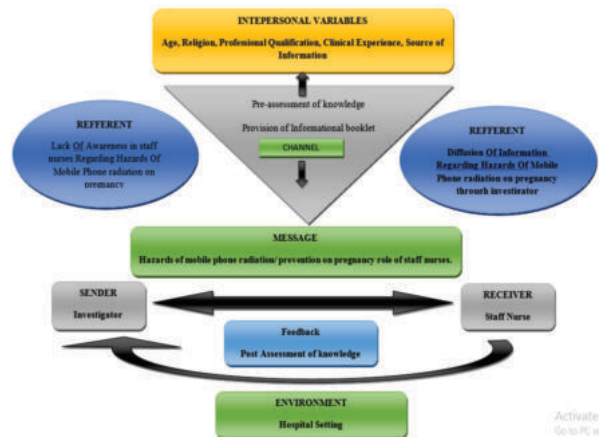 INTEPERSONAL VARIABLES
Age, Religion, Professional Qualification, Clinical Experience, Source of
Information
Pre-assessment of knowledge
Provision of Informational booklet
CHANNEL
REFFERENT
Lack Of Awareness in staff
nurses Regarding Hazards Of
Mobile Phone radiation on
pregnancy
REFFERENT
Diffusion Of Information
Regarding Hazards Of Mobile
Phone radiation on pregnancy
through investigator
MESSAGE
Hazards of mobile phone radiation/ prevention on pregnancy role of staff nurses.
SENDER
Investigator
RECEIVER
Staff Nurse
Feedback
Post Assessment of knowledge
ENVIRONMENT
Hospital Setting
Activate
Go to PC